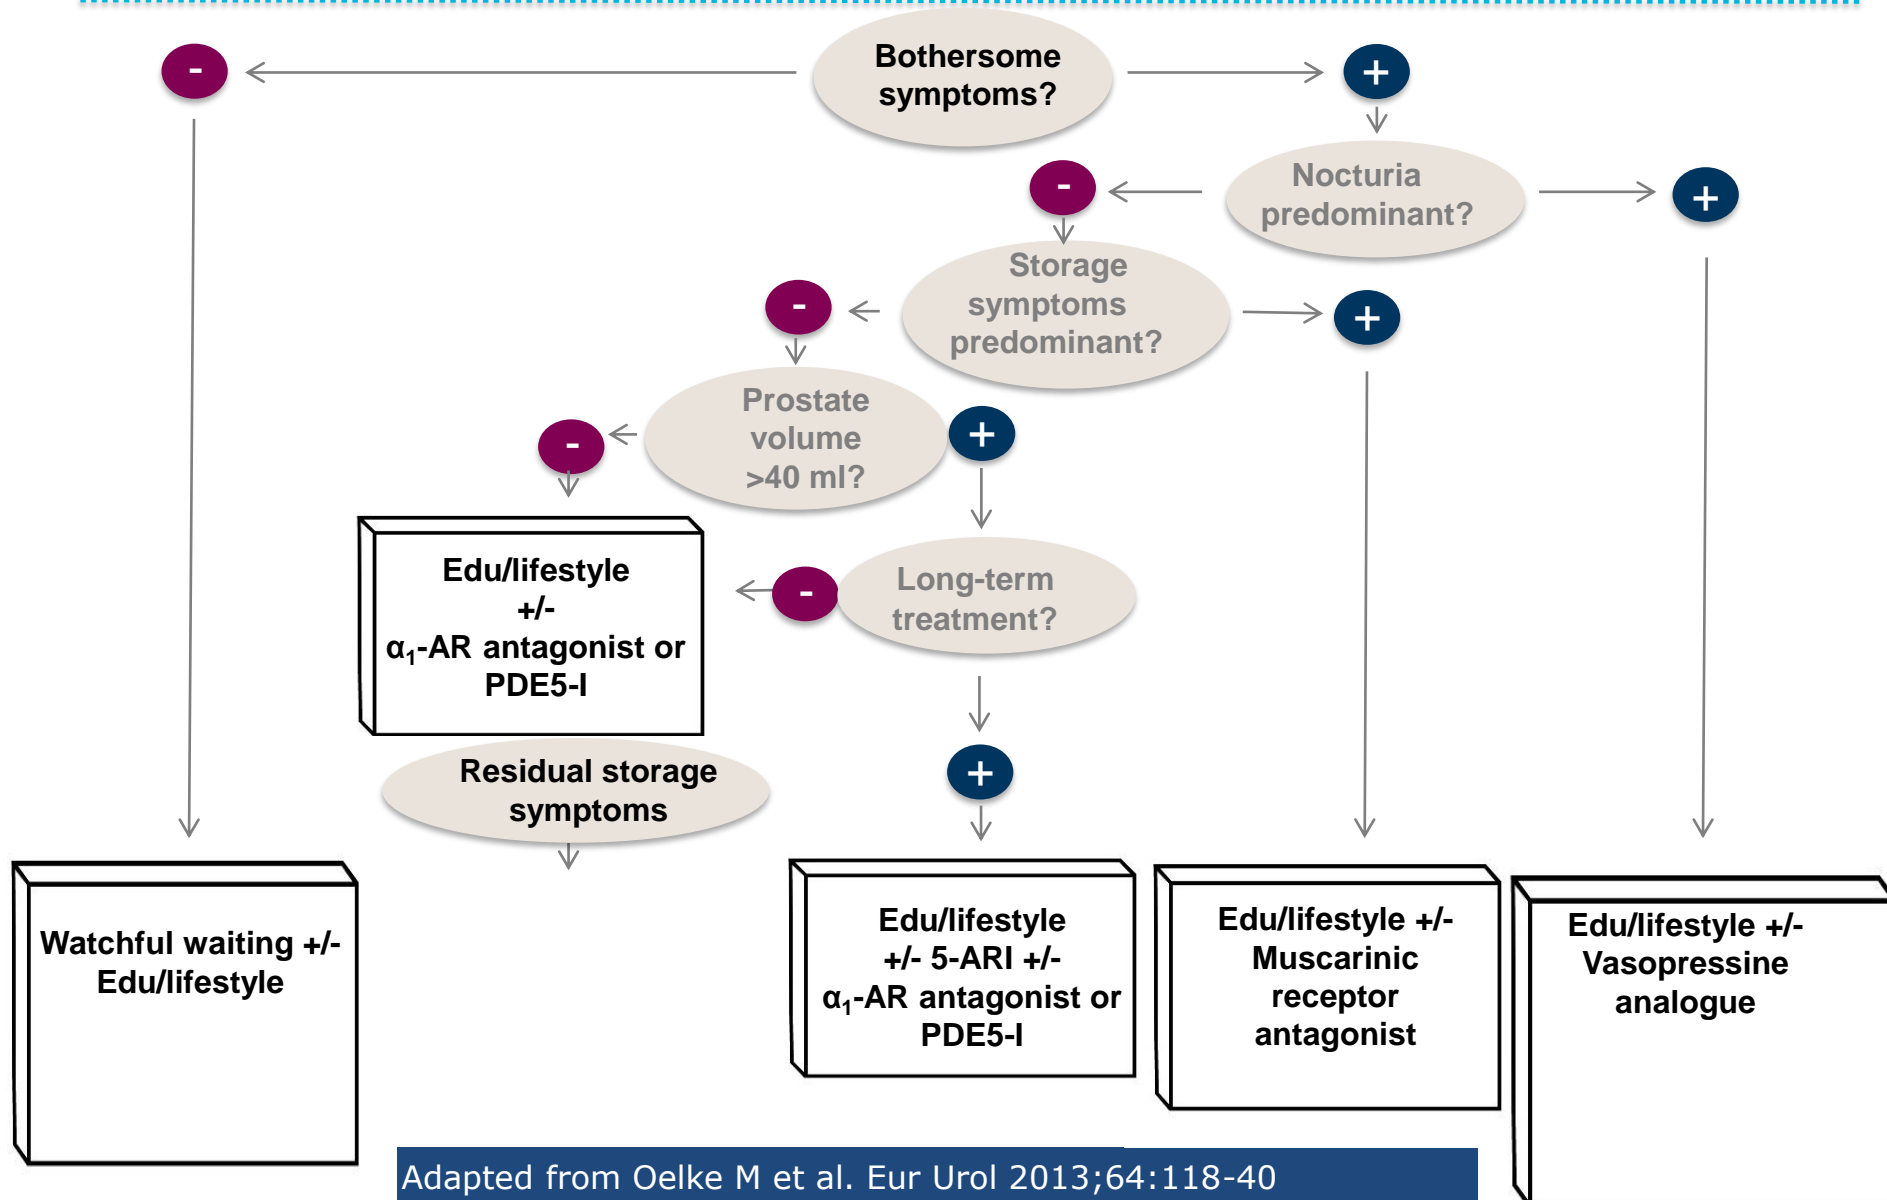 Bothersome
symptoms?
-
+
Nocturia
predominant?
-
+
Storage
symptoms
predominant?
-
+
Prostate
volume
>40 ml?
-
+
Edu/lifestyle
+/-
α₁-AR antagonist or
PDE5-I
-
Long-term
treatment?
+
Residual storage
symptoms
Watchful waiting +/-
Edu/lifestyle
Edu/lifestyle
+/- 5-ARI +/-
α₁-AR antagonist or
PDE5-I
Edu/lifestyle +/-
Muscarinic
receptor
antagonist
Edu/lifestyle +/-
Vasopressine
analogue
Adapted from Oelke M et al. Eur Urol 2013;64:118-40